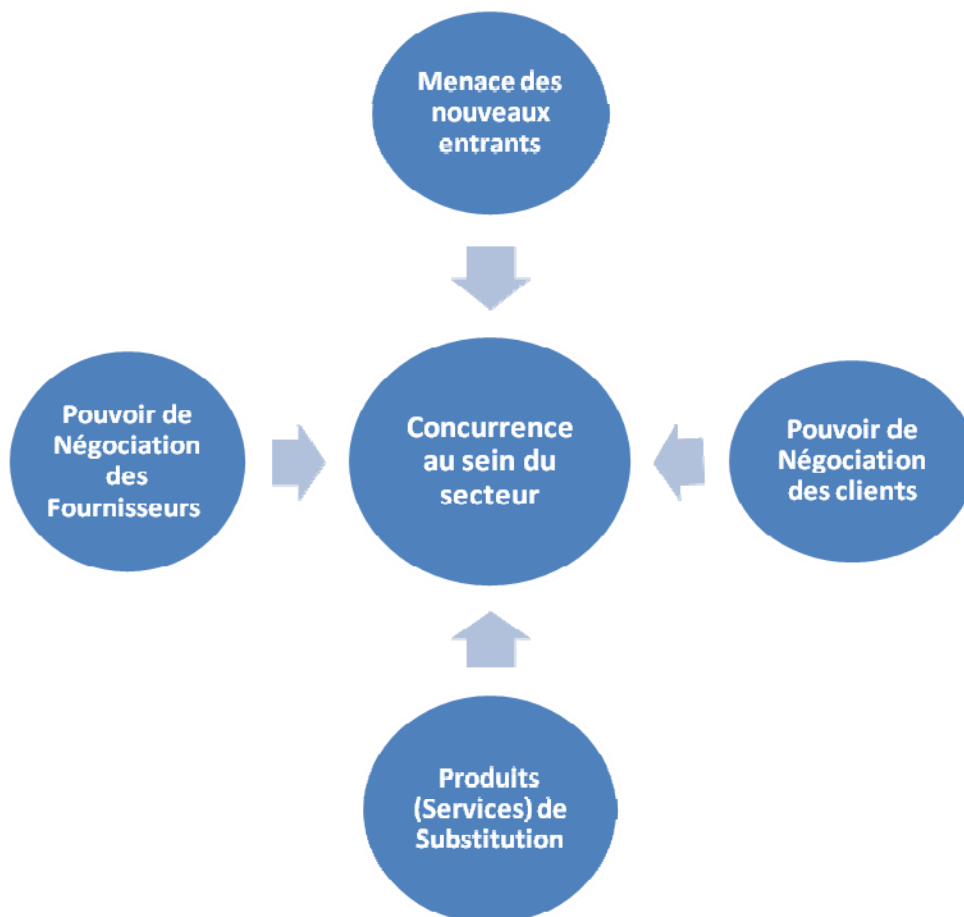 Menace des
nouveaux
entrants
Pouvoir de
Négociation
des
Fournisseurs
Concurrence
au sein du
secteur
Pouvoir de
Négociation
des clients
Produits
(Services) de
Substitution